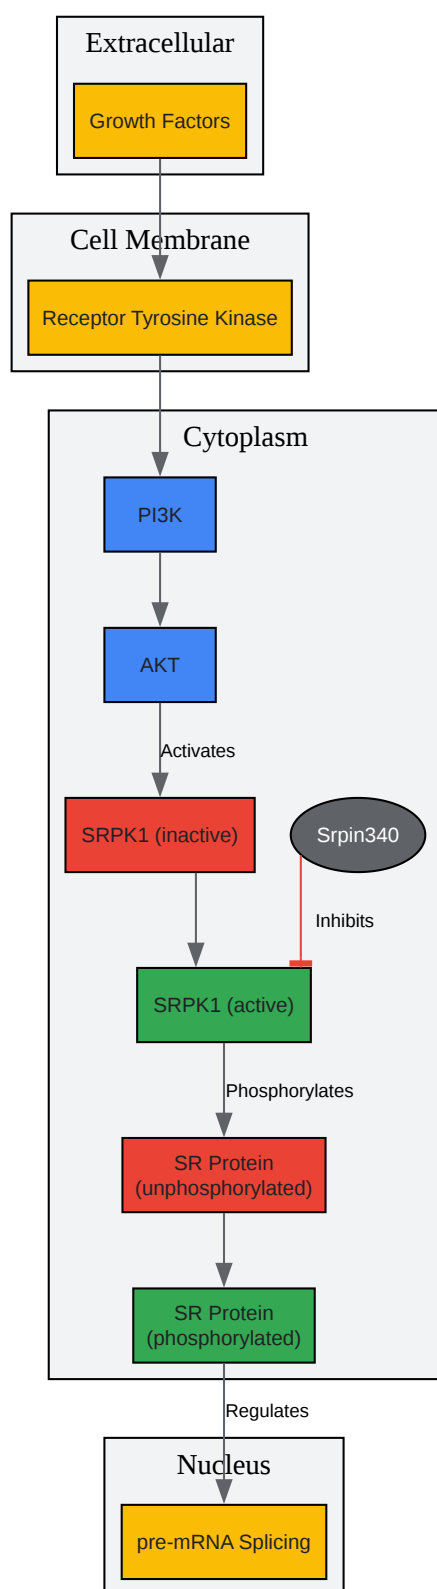 Extracellular
Growth Factors
Cell Membrane
Receptor Tyrosine Kinase
Cytoplasm
PI3K
AKT
Activates
SRPK1 (inactive)
Srpin340
Inhibits
SRPK1 (active)
Phosphorylates
SR Protein
(unphosphorylated)
SR Protein
(phosphorylated)
Regulates
Nucleus
pre-mRNA Splicing